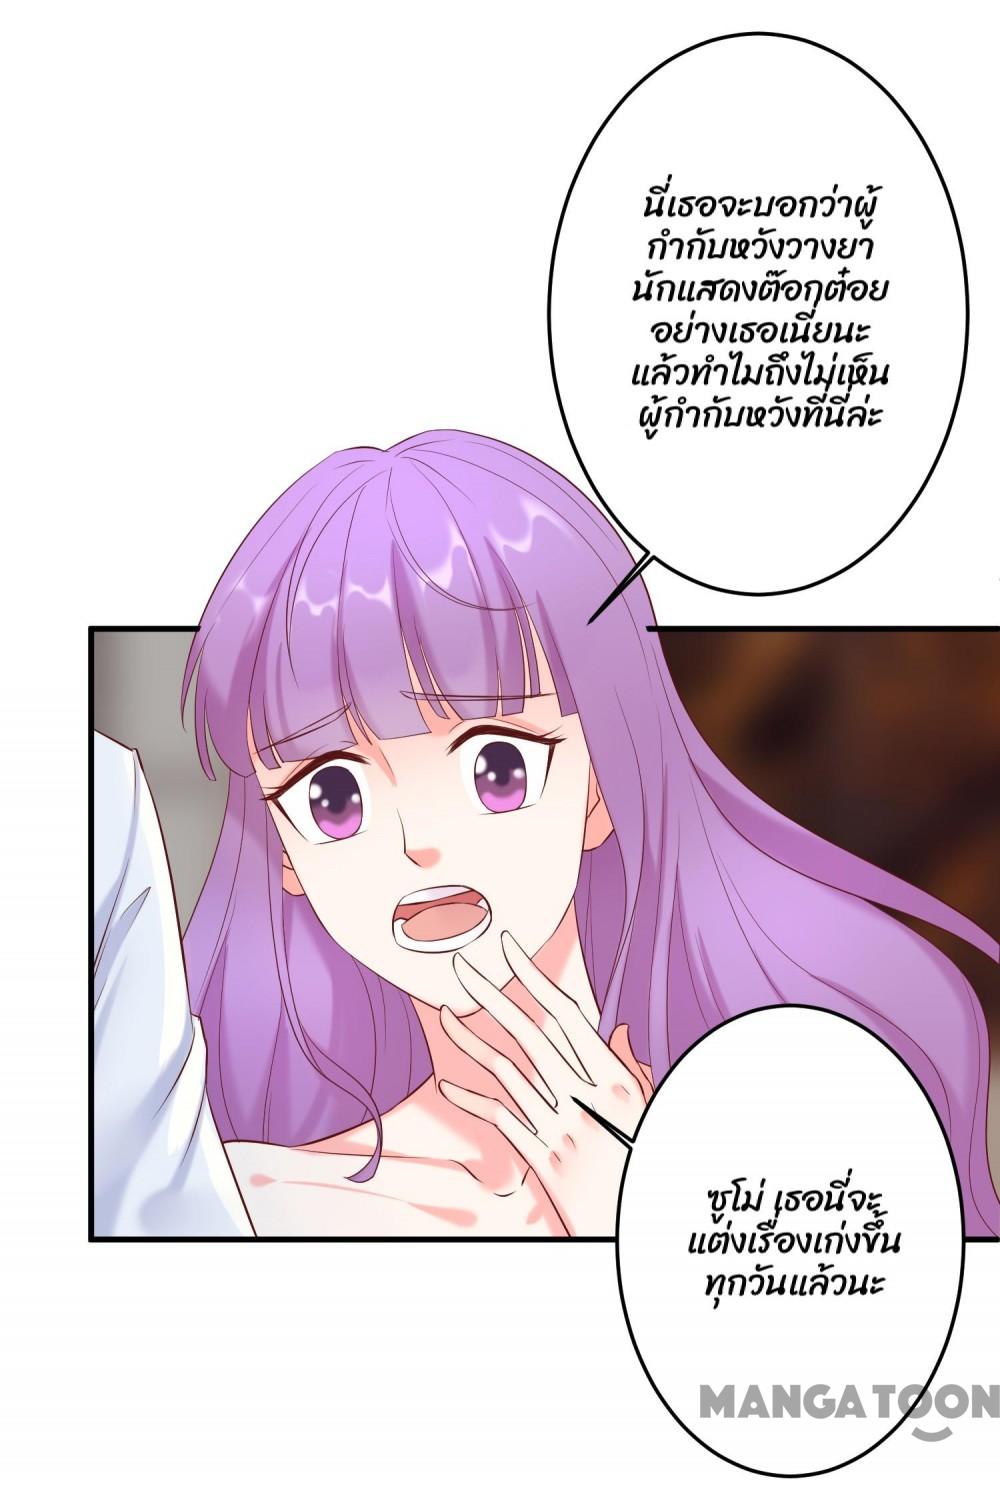 นี่เธอจะบอกว่าผู้
กำกับหวังวางยา
นักแสดงต๊อกต๋อย
อย่างเธอเนี่ยนะ
แล้วทำไมถึงไม่เห็น
ผู้กำกับหวังที่นี่ล่ะ
ซูโม่ เธอนี่จะ
แต่งเรื่องเก่งขึ้น
ทุกวันแล้วนะ
MANGATOON